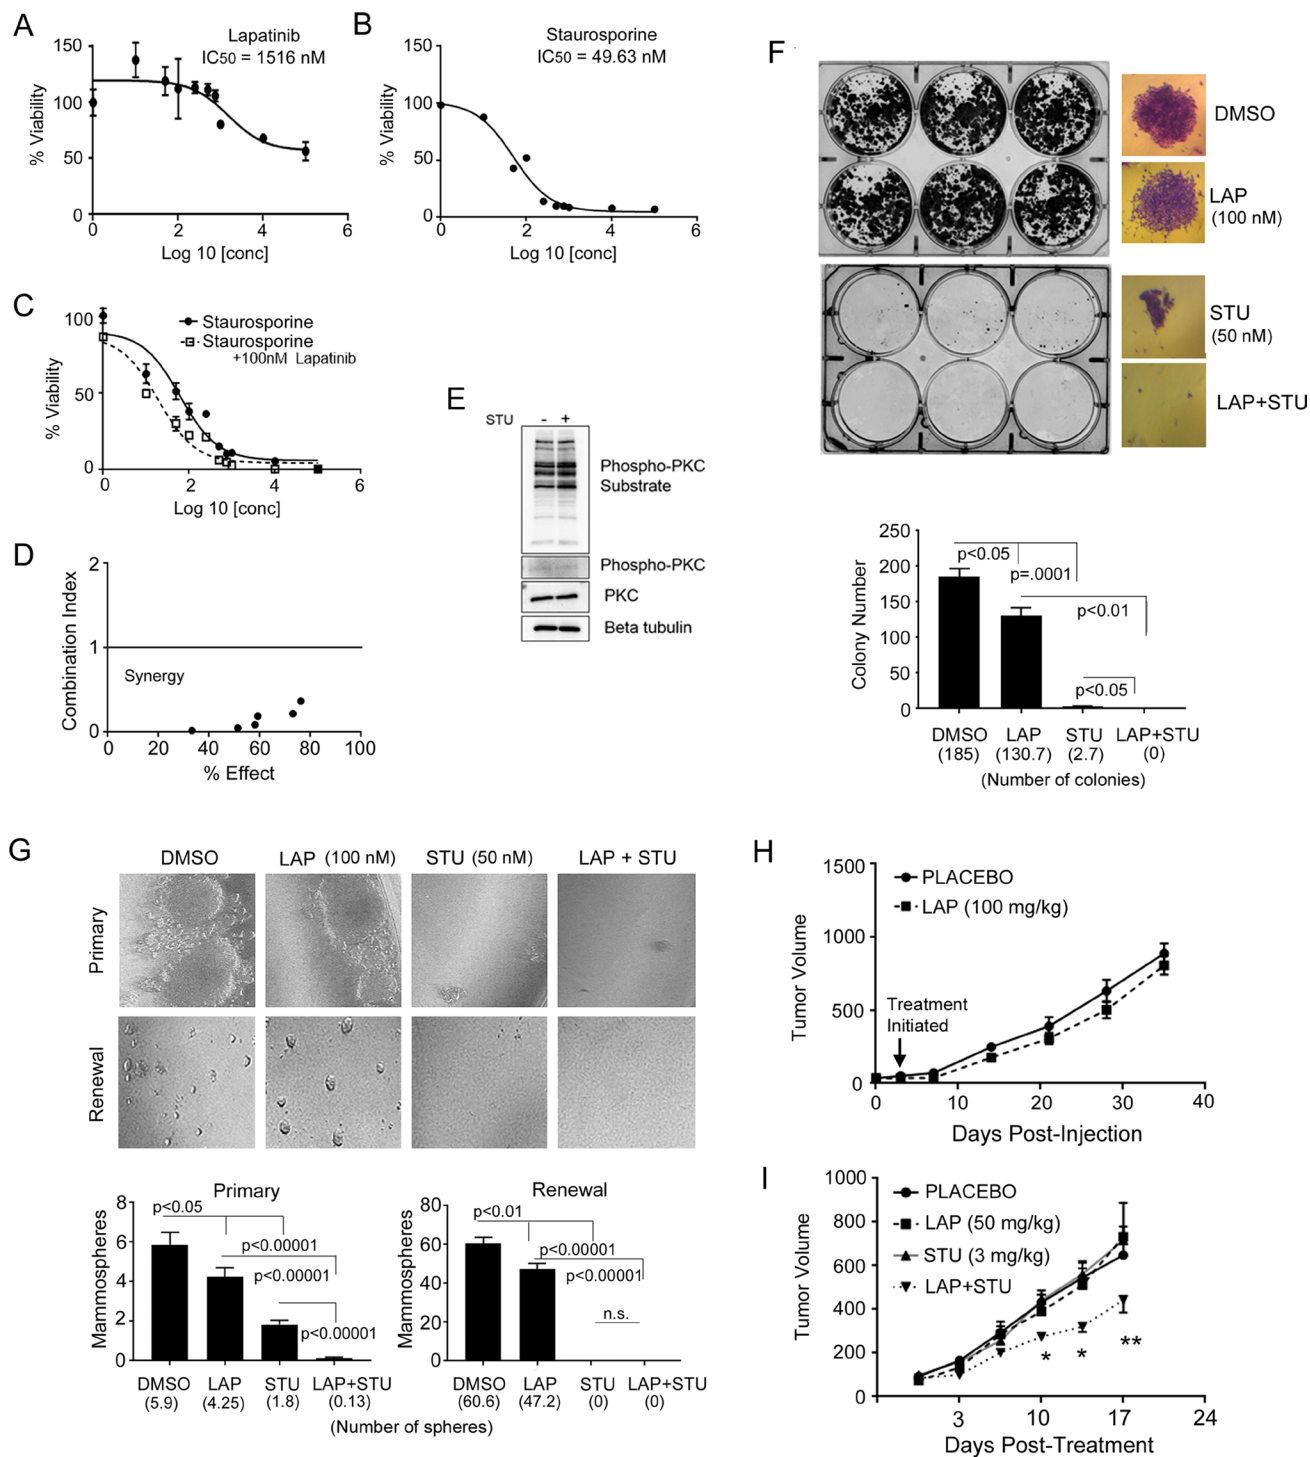 A
Lapatinib
IC50 = 1516 nM
150
100
50
0
% Viability
0 2 4 6
Log 10 [conc]
B
Staurosporine
IC50 = 49.63 nM
150
100
50
0
% Viability
0 2 4 6
Log 10 [conc]
C
Staurosporine
Staurosporine
+100nM Lapatinib
100
50
0
% Viability
0 2 4 6
Log 10 [conc]
D
2
1
0
Combination Index
Synergy
0 20 40 60 80 100
% Effect
E
STU - +
Phospho-PKC
Substrate
Phospho-PKC
PKC
Beta tubulin
F
DMSO
LAP
(100 nM)
STU
(50 nM)
LAP+STU
250
200
150
100
50
0
Colony Number
p<0.05
p=.0001
p<0.01
p<0.05
DMSO LAP STU LAP+STU
(185) (130.7) (2.7) (0)
(Number of colonies)
G
DMSO LAP (100 nM) STU (50 nM) LAP + STU
Primary
Renewal
Primary
8
6
4
2
0
Mammospheres
p<0.05
p<0.00001
p<0.00001
p<0.00001
DMSO LAP STU LAP+STU
(5.9) (4.25) (1.8) (0.13)
Renewal
80
60
40
20
0
Mammospheres
p<0.01
p<0.00001
p<0.00001
n.s.
DMSO LAP STU LAP+STU
(60.6) (47.2) (0) (0)
(Number of spheres)
H
1500
1000
500
0
Tumor Volume
PLACEBO
LAP (100 mg/kg)
Treatment
Initiated
0 10 20 30 40
Days Post-Injection
I
1000
800
600
400
200
0
Tumor Volume
PLACEBO
LAP (50 mg/kg)
STU (3 mg/kg)
LAP+STU
* * **
3 10 17 24
Days Post-Treatment